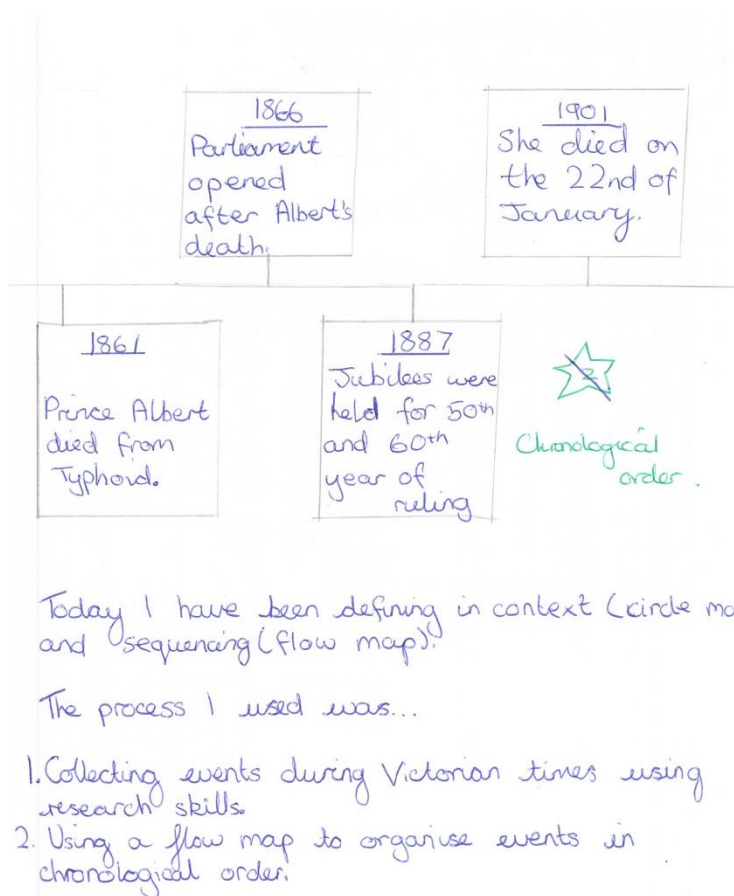 1866
Parliament
opened
after Albert's
death.
1901
She died on
the 22nd of
January.
1861
Prince Albert
died from
Typhoid.
1887
Jubilees were
held for 50th
and 60th
year of
ruling
2
Chronological
order.
Today I have been defining in context (circle
and sequencing (flow map).
The process I used was...
1. Collecting events during Victorian times using
research skills.
2. Using a flow map to organise events in
chronological order.